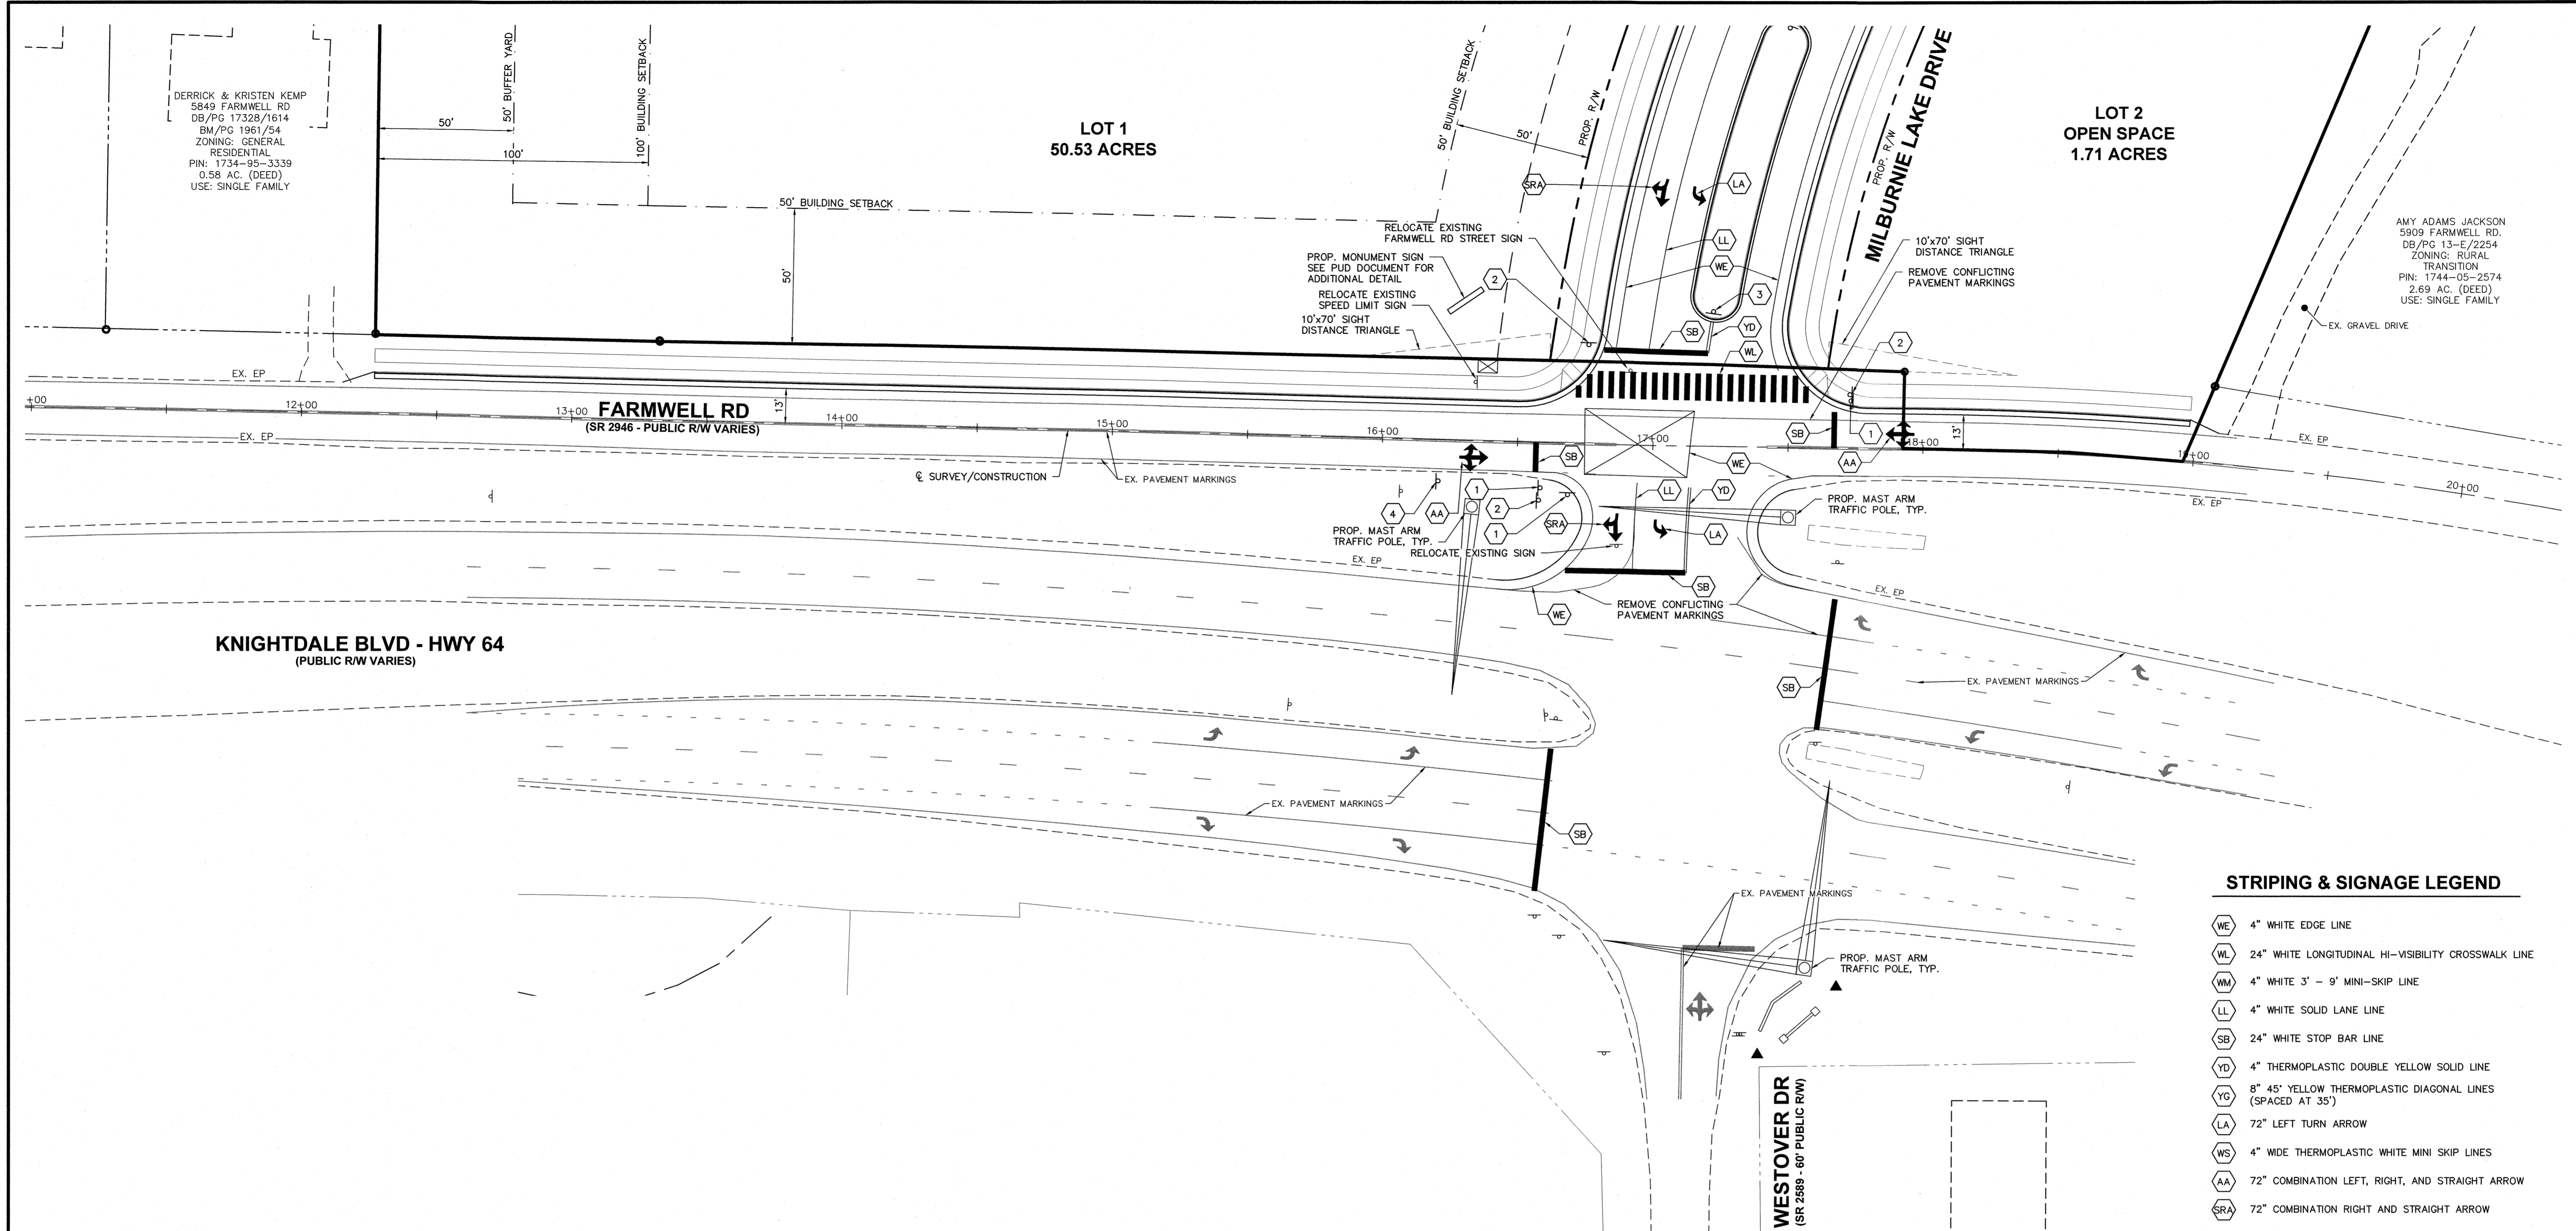 DERRICK & KRISTEN KEMP
5849 FARMWELL RD
DB/PG 17328/1614
BM/PG 1961/54
ZONING: GENERAL
RESIDENTIAL
PIN: 1734-95-3339
0.58 AC. (DEED)
USE: SINGLE FAMILY
50' BUFFER YARD
100' BUILDING SETBACK
50'
100'
LOT 1
50.53 ACRES
50' BUILDING SETBACK
50'
50' BUILDING SETBACK
50'
PROP. R/W
MILBURNIE LAKE DRIVE
PROP. R/W
LOT 2
OPEN SPACE
1.71 ACRES
AMY ADAMS JACKSON
5909 FARMWELL RD.
DB/PG 13-E/2254
ZONING: RURAL
TRANSITION
PIN: 1744-05-2574
2.69 AC. (DEED)
USE: SINGLE FAMILY
EX. GRAVEL DRIVE
SRA
LA
LL
WE
3
RELOCATE EXISTING
FARMWELL RD STREET SIGN
PROP. MONUMENT SIGN
SEE PUD DOCUMENT FOR
ADDITIONAL DETAIL
2
RELOCATE EXISTING
SPEED LIMIT SIGN
10'x70' SIGHT
DISTANCE TRIANGLE
10'x70' SIGHT
DISTANCE TRIANGLE
REMOVE CONFLICTING
PAVEMENT MARKINGS
SB
YD
WL
2
EX. EP
+00
12+00
13+00
14+00
15+00
16+00
17+00
18+00
19+00
20+00
FARMWELL RD
(SR 2946 - PUBLIC R/W VARIES)
13'
13'
EX. EP
EX. EP
EX. EP
℄ SURVEY/CONSTRUCTION
EX. PAVEMENT MARKINGS
SB
SB
1
AA
WE
LL
YD
4
AA
1
2
1
SRA
LA
PROP. MAST ARM
TRAFFIC POLE, TYP.
RELOCATE EXISTING SIGN
PROP. MAST ARM
TRAFFIC POLE, TYP.
EX. EP
SB
WE
REMOVE CONFLICTING
PAVEMENT MARKINGS
EX. EP
KNIGHTDALE BLVD - HWY 64
(PUBLIC R/W VARIES)
SB
EX. PAVEMENT MARKINGS
EX. PAVEMENT MARKINGS
SB
EX. PAVEMENT MARKINGS
PROP. MAST ARM
TRAFFIC POLE, TYP.
WESTOVER DR
(SR 2589 - 60' PUBLIC R/W)
STRIPING & SIGNAGE LEGEND
WE 4" WHITE EDGE LINE
WL 24" WHITE LONGITUDINAL HI-VISIBILITY CROSSWALK LINE
WM 4" WHITE 3' - 9' MINI-SKIP LINE
LL 4" WHITE SOLID LANE LINE
SB 24" WHITE STOP BAR LINE
YD 4" THERMOPLASTIC DOUBLE YELLOW SOLID LINE
YG 8" 45° YELLOW THERMOPLASTIC DIAGONAL LINES
(SPACED AT 35')
LA 72" LEFT TURN ARROW
WS 4" WIDE THERMOPLASTIC WHITE MINI SKIP LINES
AA 72" COMBINATION LEFT, RIGHT, AND STRAIGHT ARROW
SRA 72" COMBINATION RIGHT AND STRAIGHT ARROW